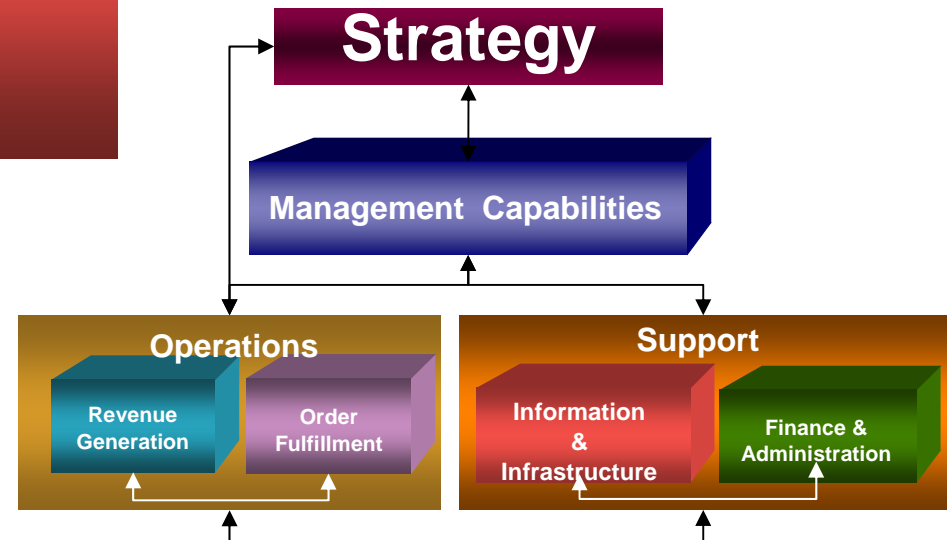 Strategy
Management Capabilities
Operations
Support
Revenue
Generation
Order
Fulfillment
Information
&
Infrastructure
Finance &
Administration